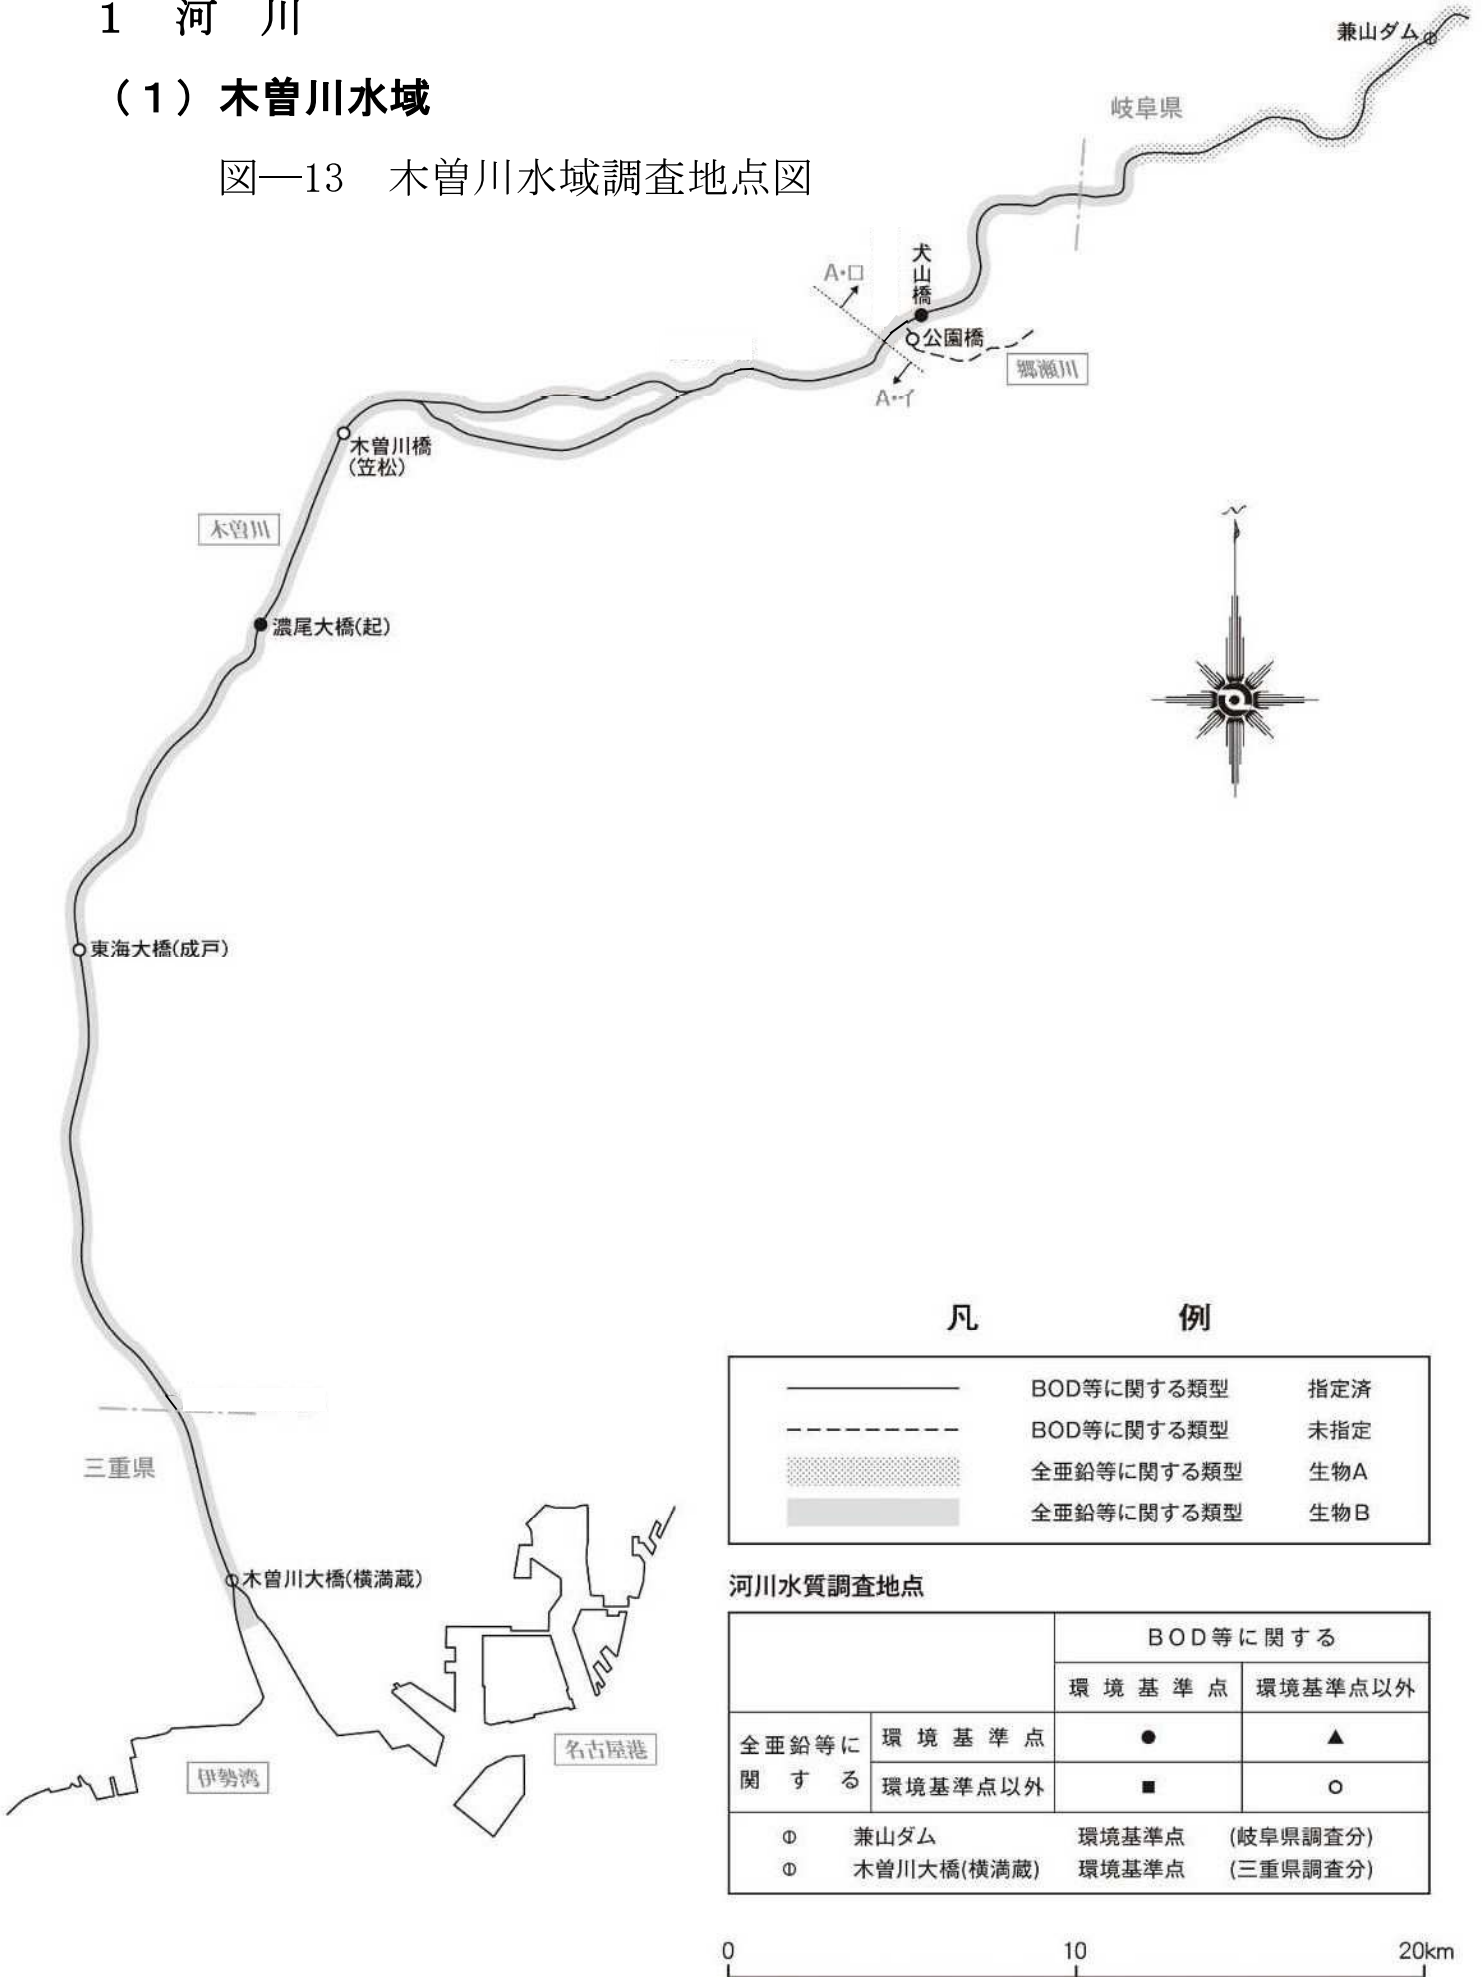 1 河 川
(1) 木曽川水域
図―13 木曽川水域調査地点図
兼山ダム
岐阜県
犬山橋
A・ロ
公園橋
郷瀬川
A・イ
木曽川橋
(笠松)
木曽川
N
濃尾大橋(起)
東海大橋(成戸)
三重県
木曽川大橋(横満蔵)
名古屋港
伊勢湾
凡 例
BOD等に関する類型 指定済
BOD等に関する類型 未指定
全亜鉛等に関する類型 生物A
全亜鉛等に関する類型 生物B
河川水質調査地点
BOD等に関する
環境基準点 環境基準点以外
全亜鉛等に関する
環境基準点 ● ▲
環境基準点以外 ■ ○
兼山ダム 環境基準点 (岐阜県調査分)
木曽川大橋(横満蔵) 環境基準点 (三重県調査分)
0 10 20km